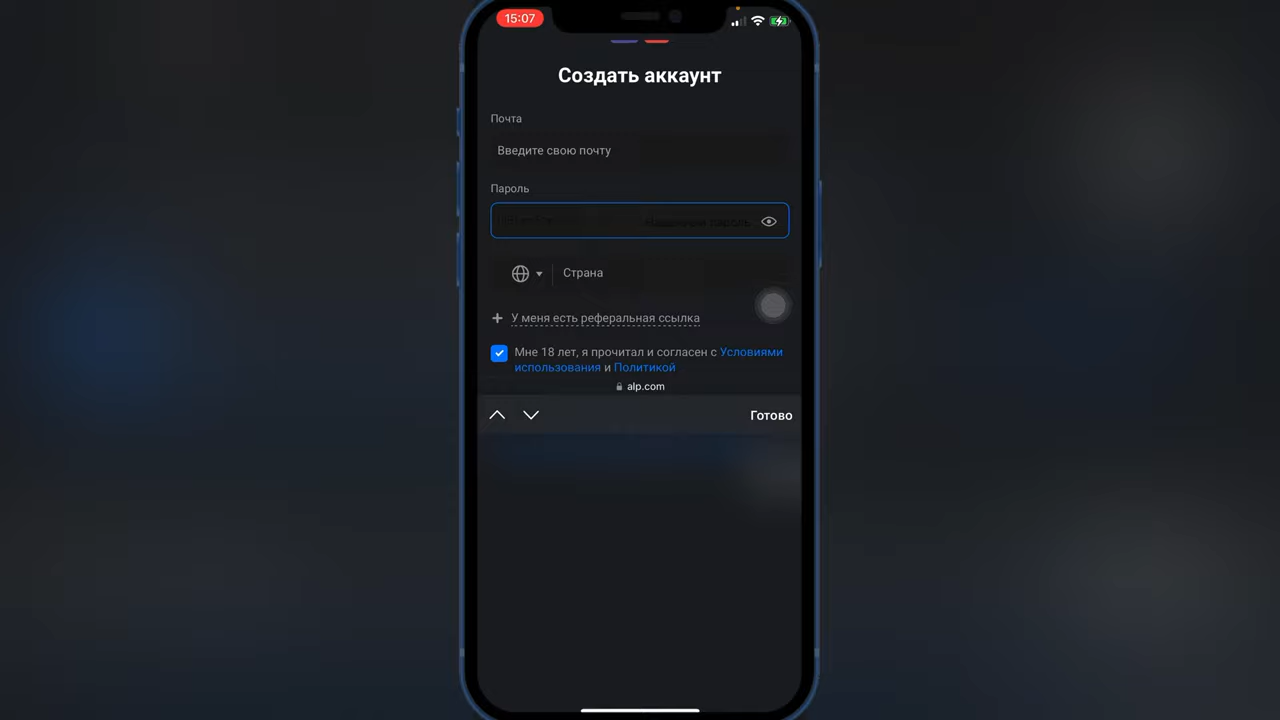 15:07
Создать аккаунт
Почта
Введите свою почту
Пароль
Страна
У меня есть реферальная ссылка
Мне 18 лет, я прочитал и согласен с Условиями
использования и Политикой
alp.com
Готово